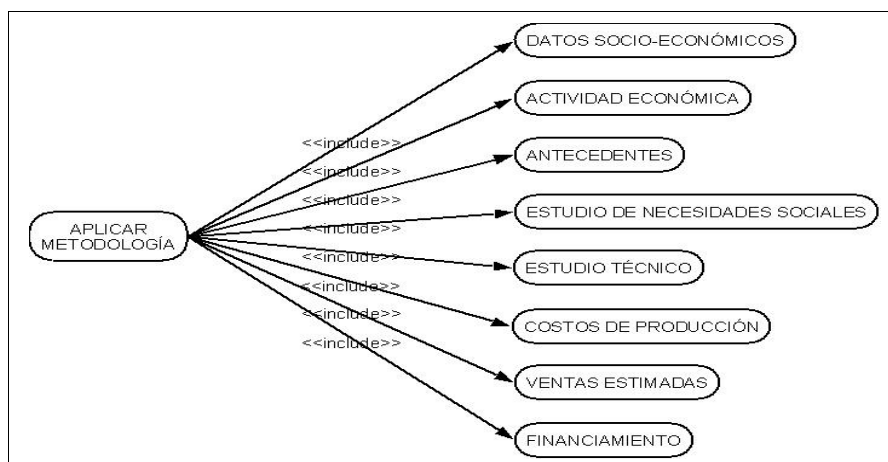 DATOS SOCIO-ECONÓMICOS
ACTIVIDAD ECONÓMICA
<<include>>
ANTECEDENTES
<<include>>
<<include>>
ESTUDIO DE NECESIDADES SOCIALES
<<include>>
APLICAR
METODOLOGÍA
<<include>>
ESTUDIO TÉCNICO
<<include>>
COSTOS DE PRODUCCIÓN
<<include>>
<<include>>
VENTAS ESTIMADAS
FINANCIAMIENTO